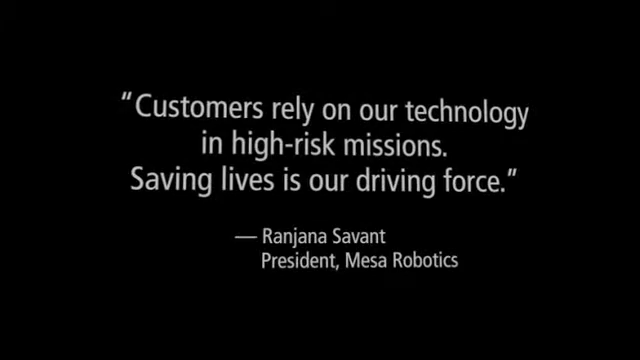 “Customers rely on our technology
in high-risk missions.
Saving lives is our driving force.”
— Ranjana Savant
President, Mesa Robotics